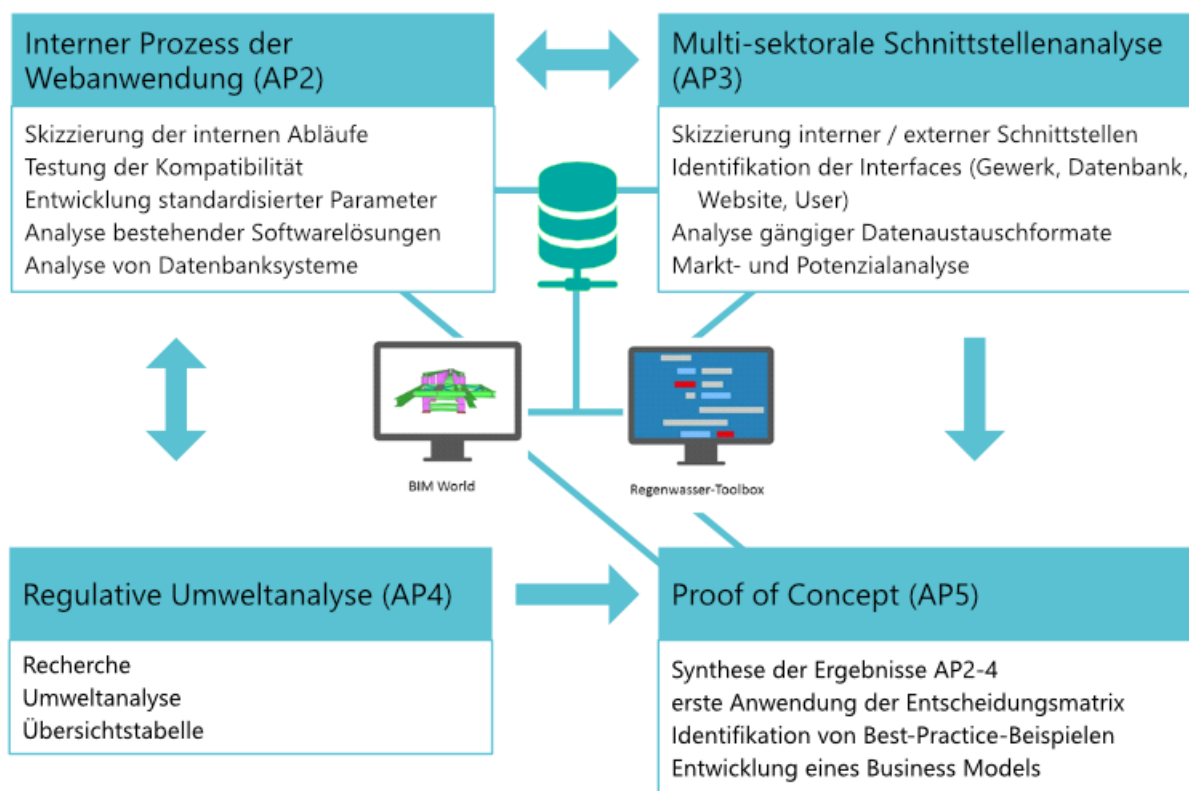 Interner Prozess der
Webanwendung (AP2)
Skizzierung der internen Abläufe
Testung der Kompatibilität
Entwicklung standardisierter Parameter
Analyse bestehender Softwarelösungen
Analyse von Datenbanksysteme
Multi-sektorale Schnittstellenanalyse
(AP3)
Skizzierung interner / externer Schnittstellen
Identifikation der Interfaces (Gewerk, Datenbank,
Website, User)
Analyse gängiger Datenaustauschformate
Markt- und Potenzialanalyse
BIM World
Regenwasser-Toolbox
Regulative Umweltanalyse (AP4)
Recherche
Umweltanalyse
Übersichtstabelle
Proof of Concept (AP5)
Synthese der Ergebnisse AP2-4
erste Anwendung der Entscheidungsmatrix
Identifikation von Best-Practice-Beispielen
Entwicklung eines Business Models